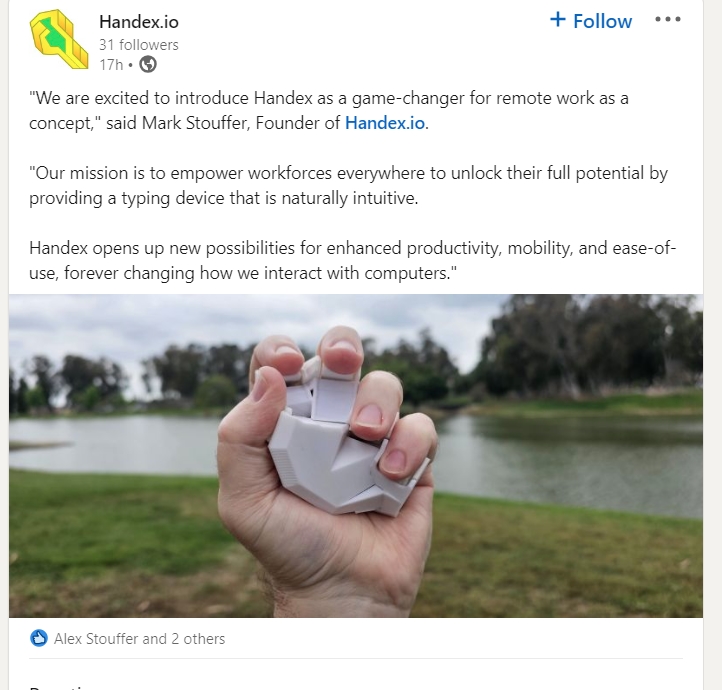 Handex.io
+ Follow
31 followers
17h •
"We are excited to introduce Handex as a game-changer for remote work as a
concept," said Mark Stouffer, Founder of Handex.io.
"Our mission is to empower workforces everywhere to unlock their full potential by
providing a typing device that is naturally intuitive.
Handex opens up new possibilities for enhanced productivity, mobility, and ease-of-
use, forever changing how we interact with computers."
Alex Stouffer and 2 others